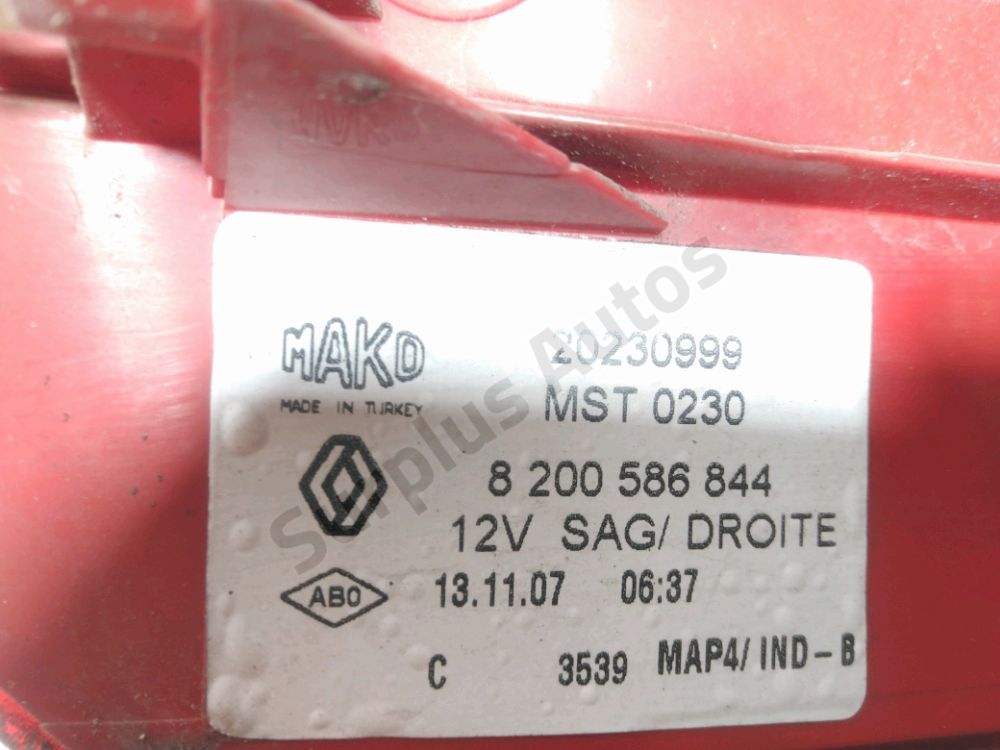 MAKO
MADE IN TURKEY
20230999
MST 0230
8 200 586 844
12V SAG/ DROITE
ABO
13.11.07 06:37
C 3539 MAP4/ IND-B
Surplus Autos